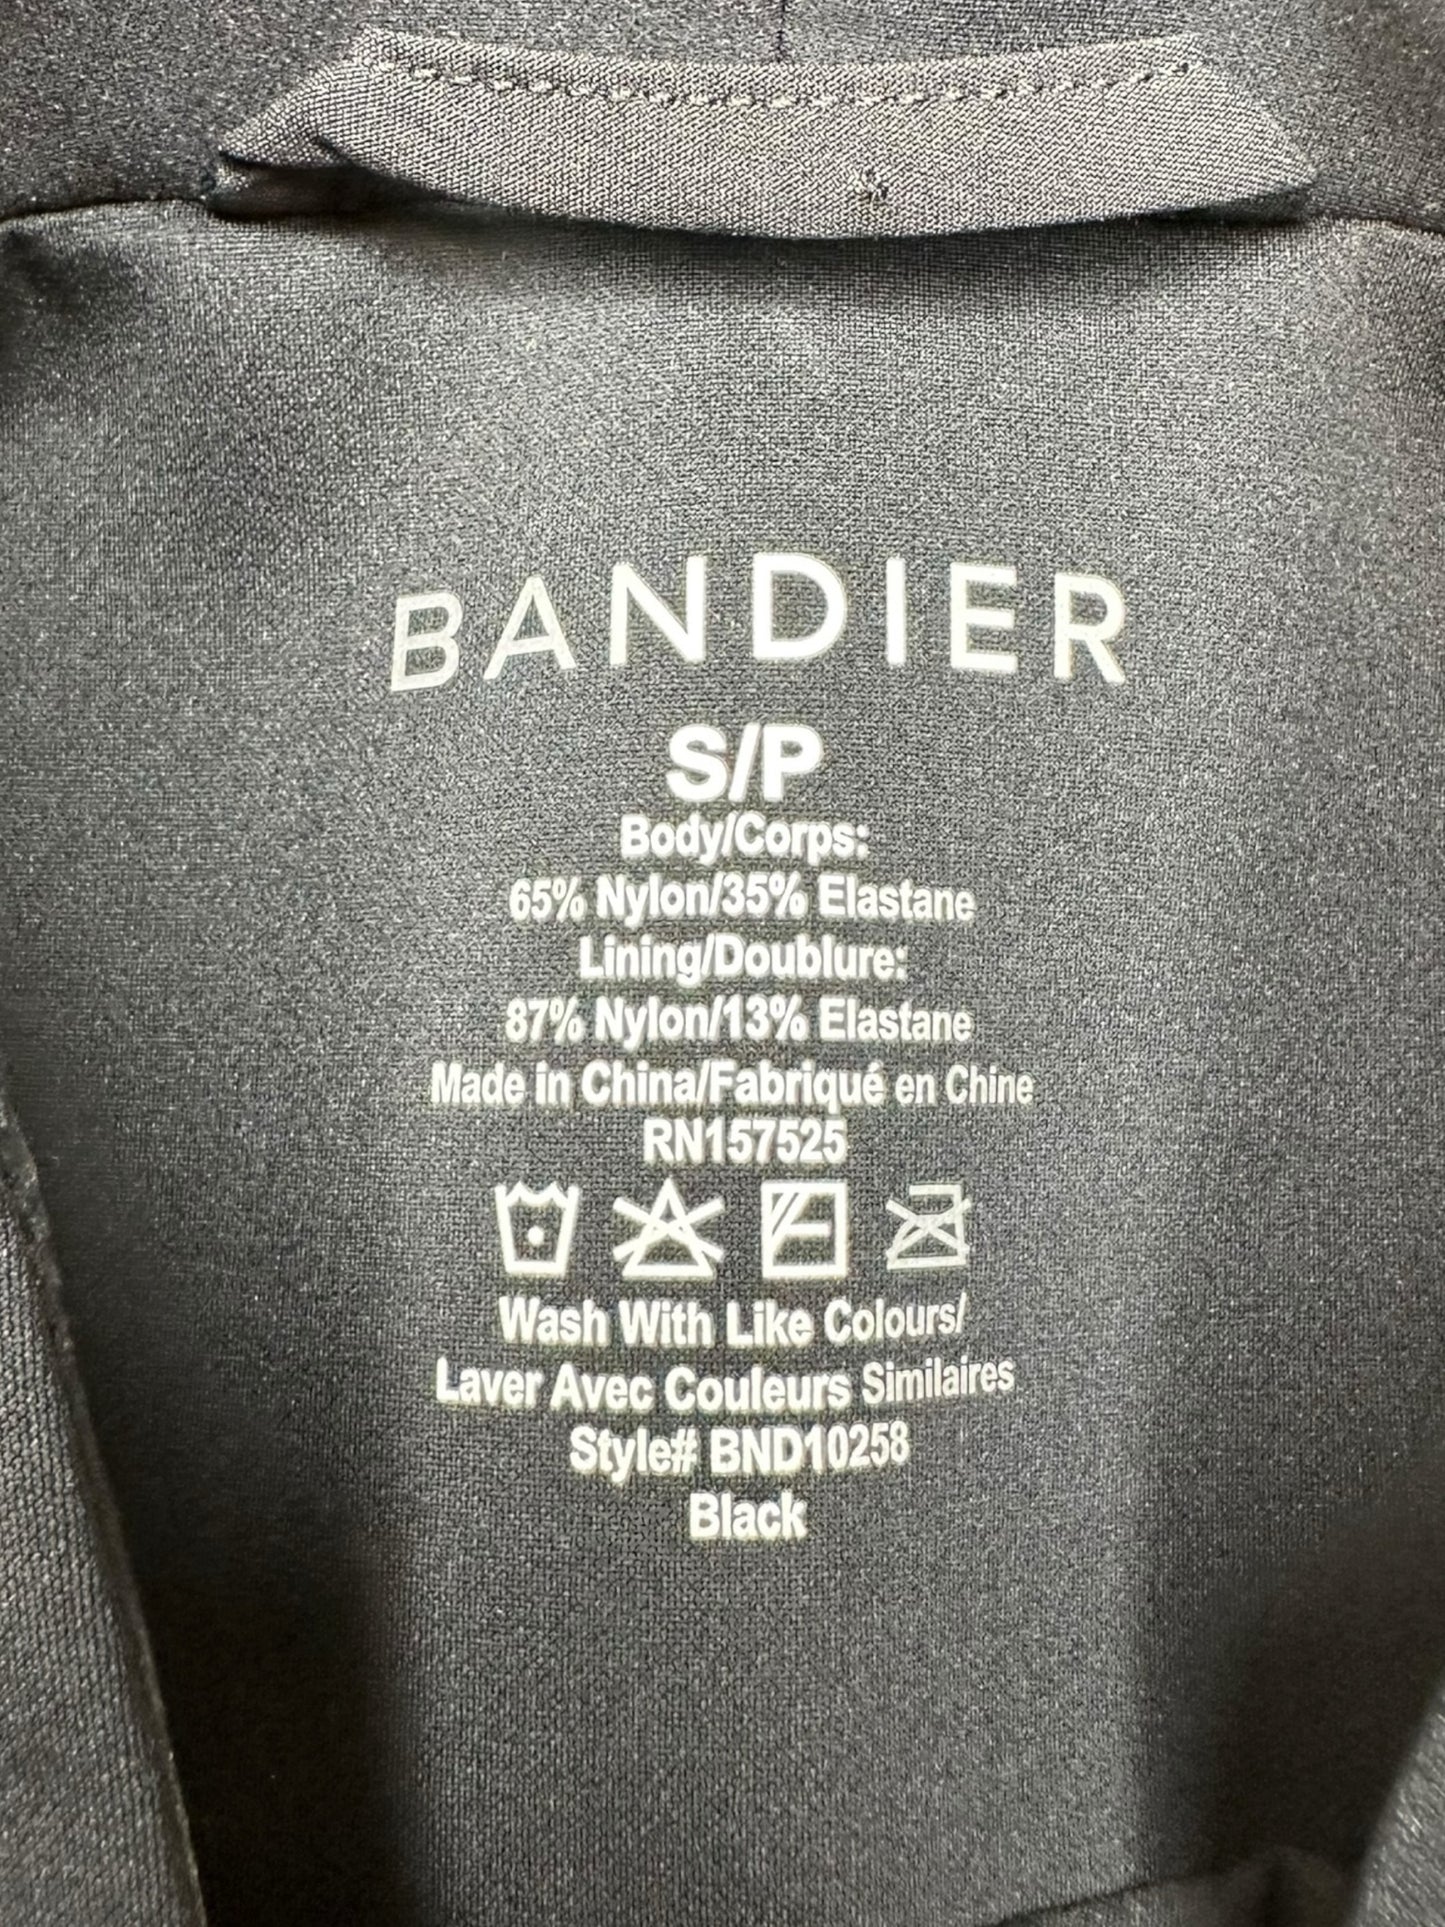 BANDIER
S/P
Body/Corps:
65% Nylon/35% Elastane
Lining/Doublure:
87% Nylon/13% Elastane
Made in China/Fabriqué en Chine
RN157525
Wash With Like Colours/
Laver Avec Couleurs Similaires
Style# BND10258
Black